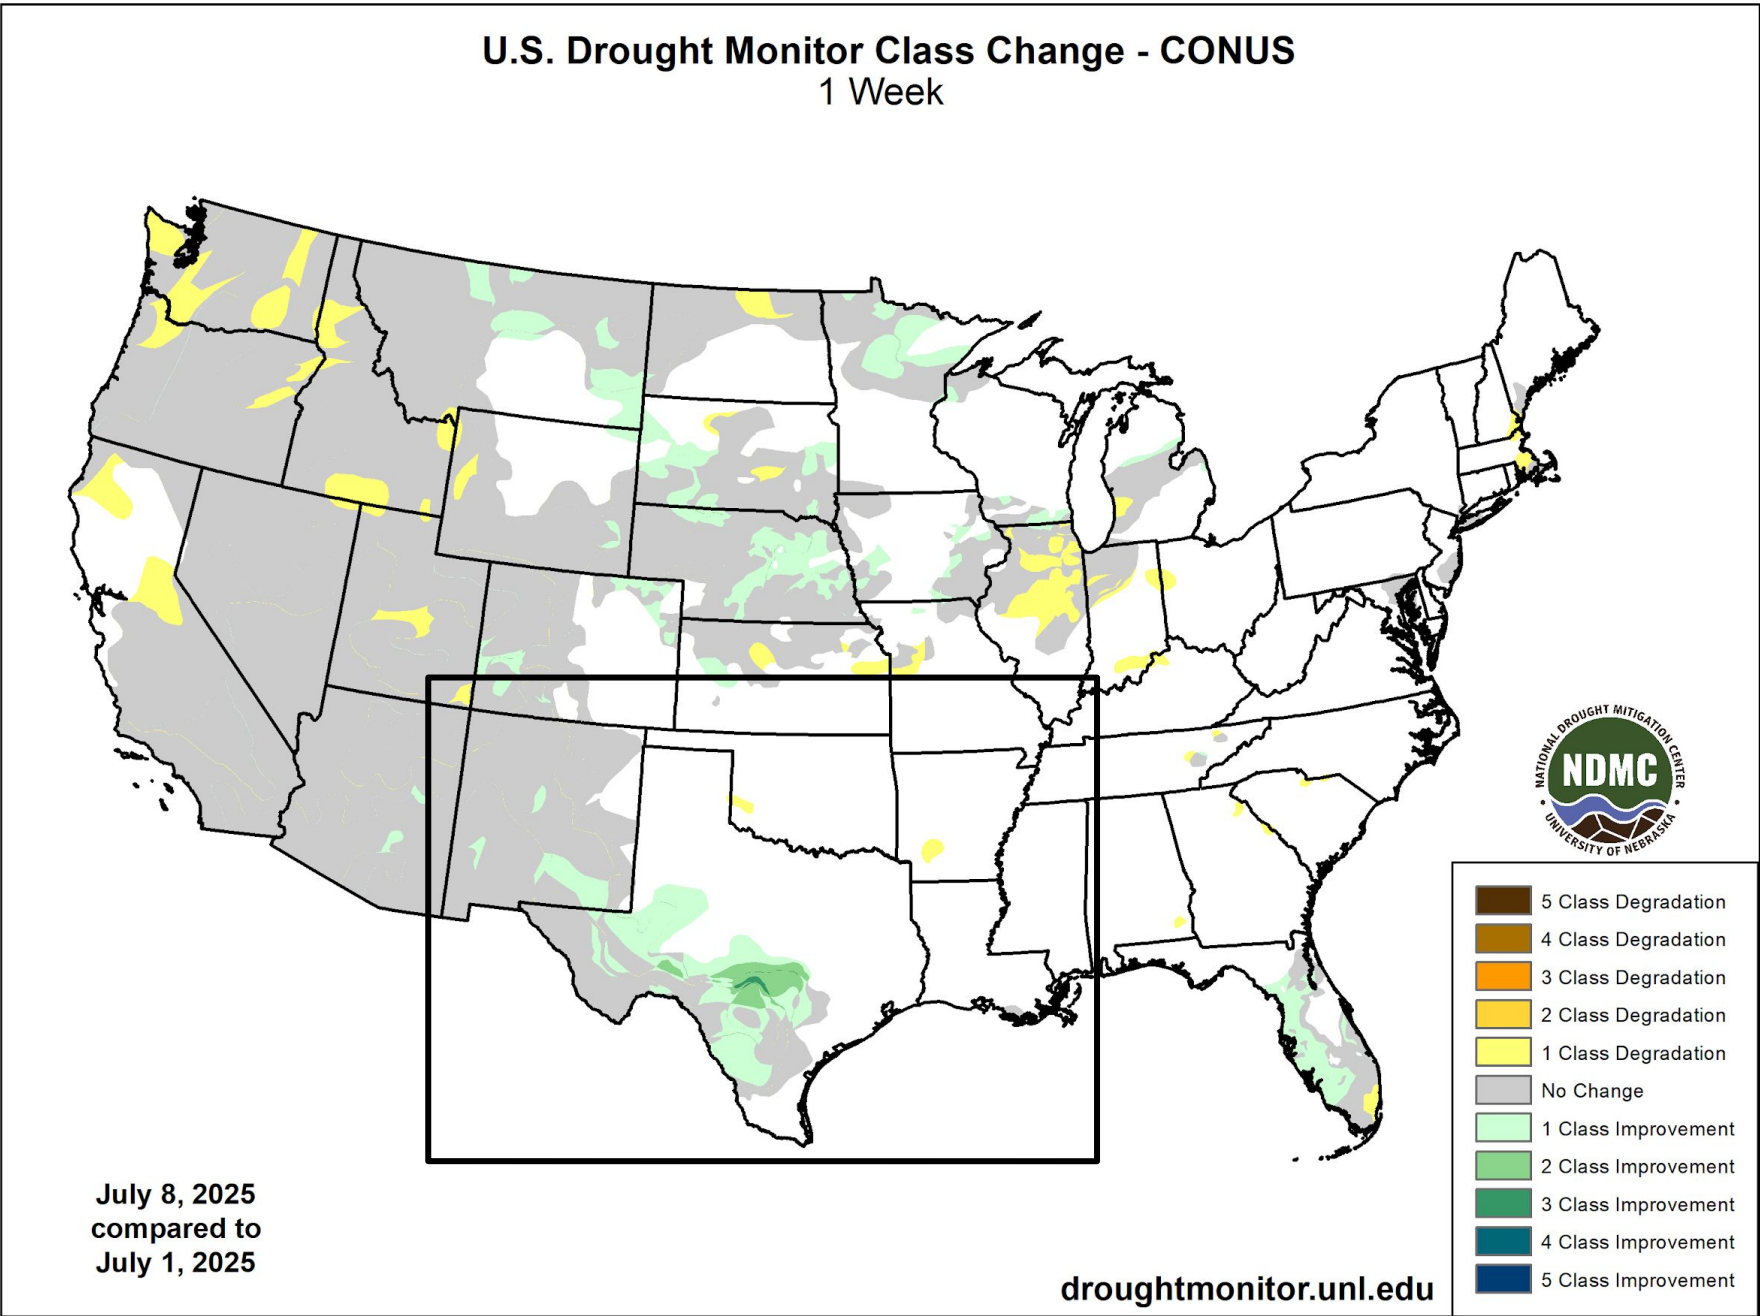 U.S. Drought Monitor Class Change - CONUS
1 Week
NATIONAL DROUGHT MITIGATION CENTER
NDMC
UNIVERSITY OF NEBRASKA
5 Class Degradation
4 Class Degradation
3 Class Degradation
2 Class Degradation
1 Class Degradation
No Change
1 Class Improvement
2 Class Improvement
3 Class Improvement
4 Class Improvement
5 Class Improvement
July 8, 2025
compared to
July 1, 2025
droughtmonitor.unl.edu